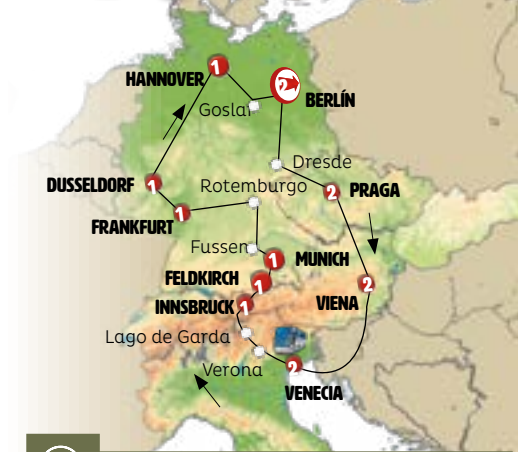 HANNOVER
1
2
BERLÍN
Goslar
Dresde
DUSSELDORF
1
Rotemburgo
2
PRAGA
FRANKFURT
1
Fussen
1
MUNICH
FELDKIRCH
1
2
VIENA
INNSBRUCK
1
Lago de Garda
Verona
2
VENECIA